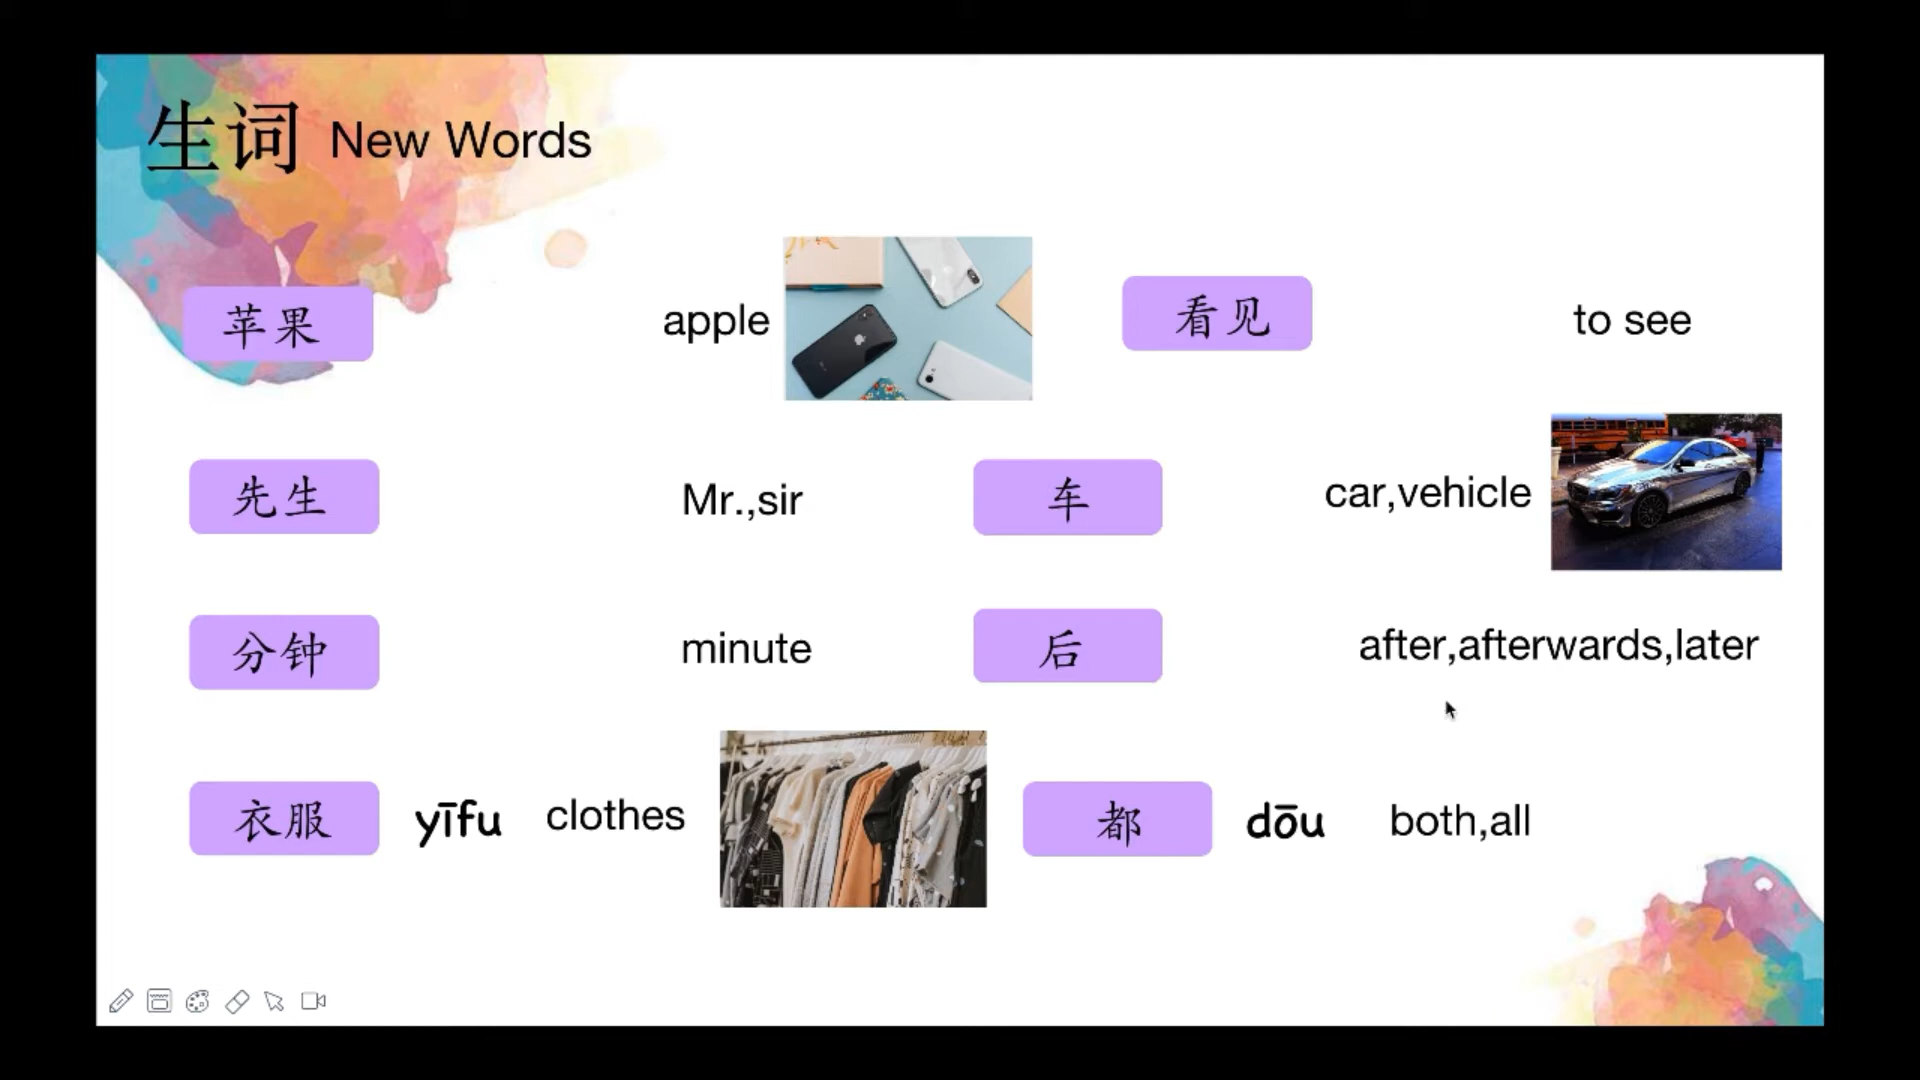 生词 New Words
苹果 apple 看见 to see
先生 Mr.,sir 车 car,vehicle
分钟 minute 后 after,afterwards,later
衣服 yīfu clothes 都 dōu both,all